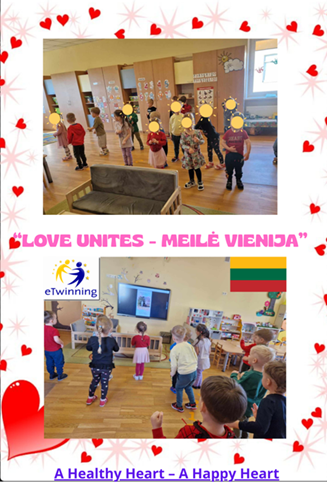 “LOVE UNITES - MEILĖ VIENIJA”
eTwinning
A Healthy Heart – A Happy Heart